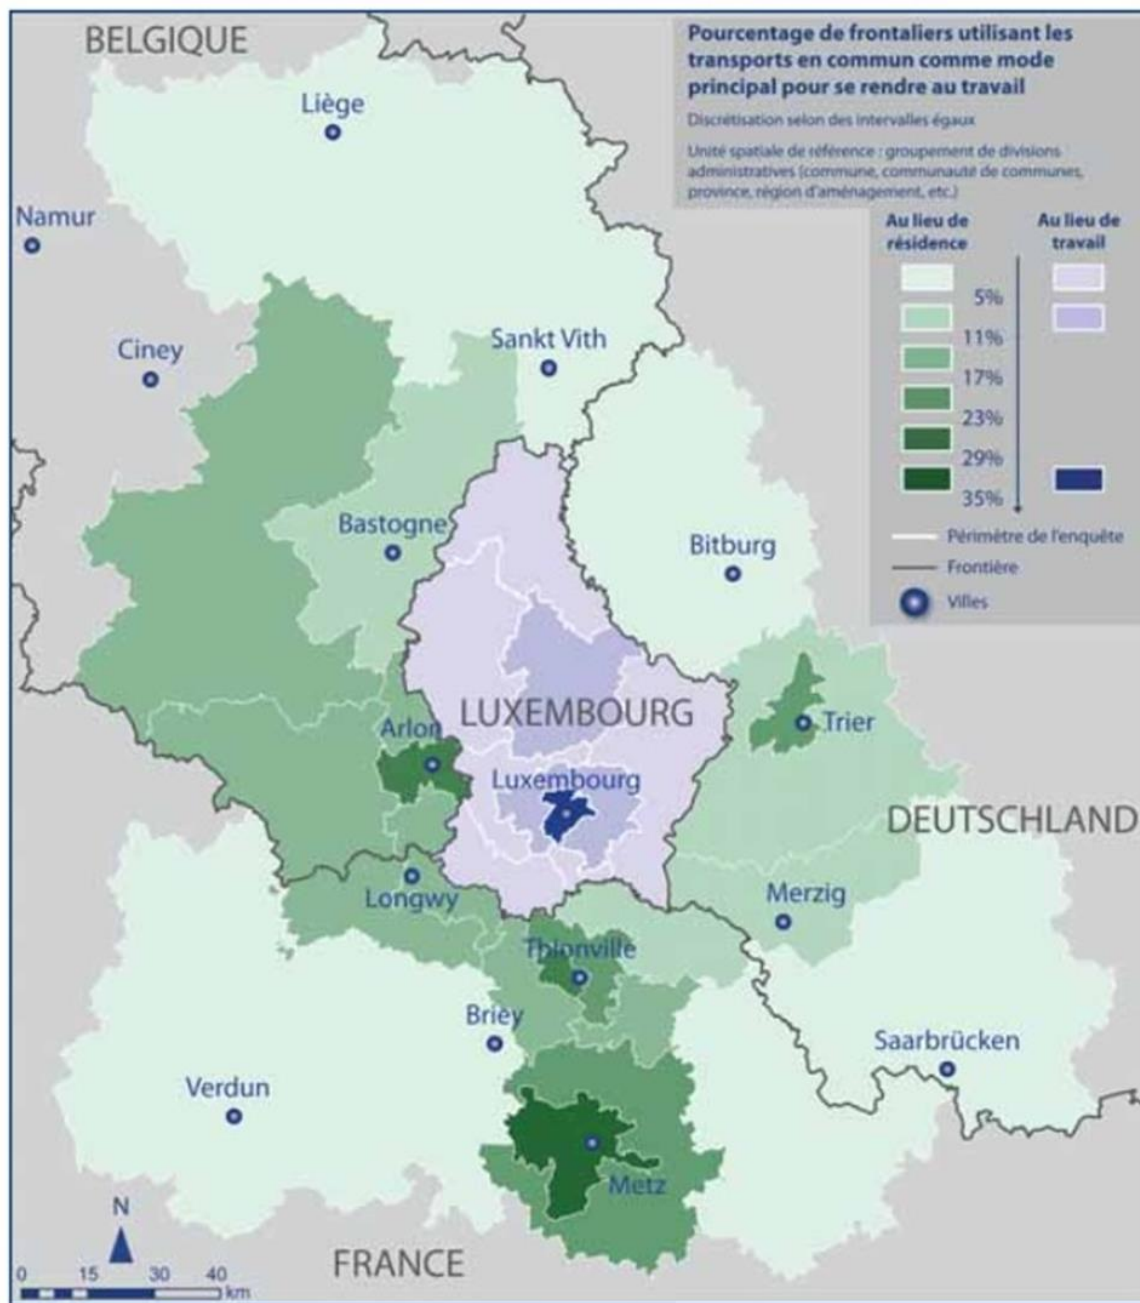 BELGIQUE
Pourcentage de frontaliers utilisant les
transports en commun comme mode
principal pour se rendre au travail
Discrétisation selon des intervalles égaux
Unité spatiale de référence : groupement de divisions
administratives (commune, communauté de communes,
province, région d'aménagement, etc.)
Au lieu de
résidence
Au lieu de
travail
5%
11%
17%
23%
29%
35%
Périmètre de l'enquête
Frontière
Villes
Liège
Namur
Ciney
Sankt Vith
Bastogne
Bitburg
LUXEMBOURG
Arlon
Trier
Luxembourg
DEUTSCHLAND
Longwy
Merzig
Thionville
Briey
Saarbrücken
Verdun
Metz
N
FRANCE
0 15 30 40
km